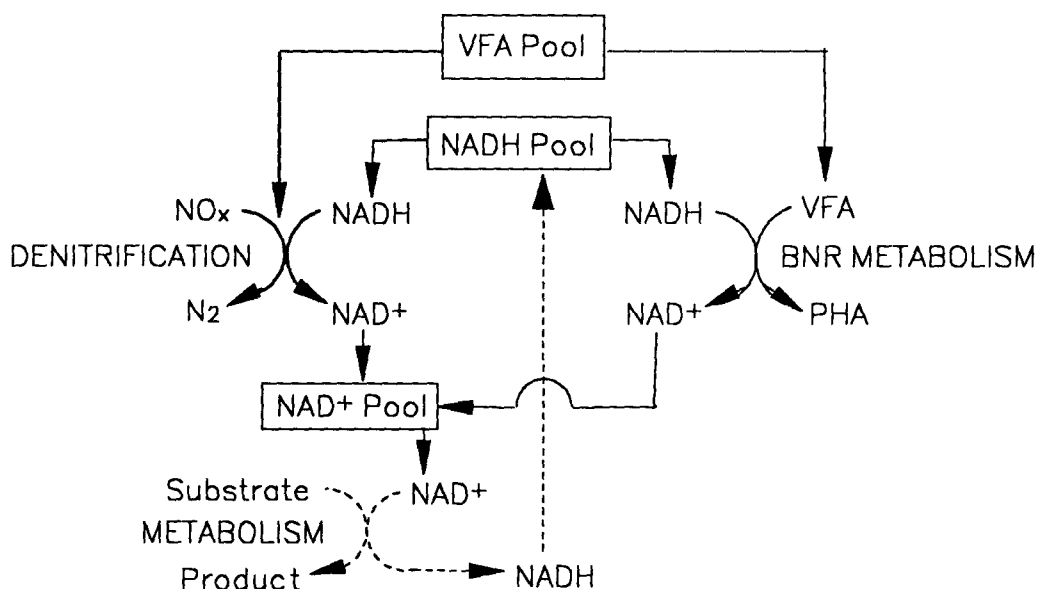 VFA Pool
NADH Pool
NOx
NADH
NADH
VFA
DENITRIFICATION
BNR METABOLISM
N2
NAD+
NAD+
PHA
NAD+ Pool
Substrate
NAD+
METABOLISM
Product
NADH